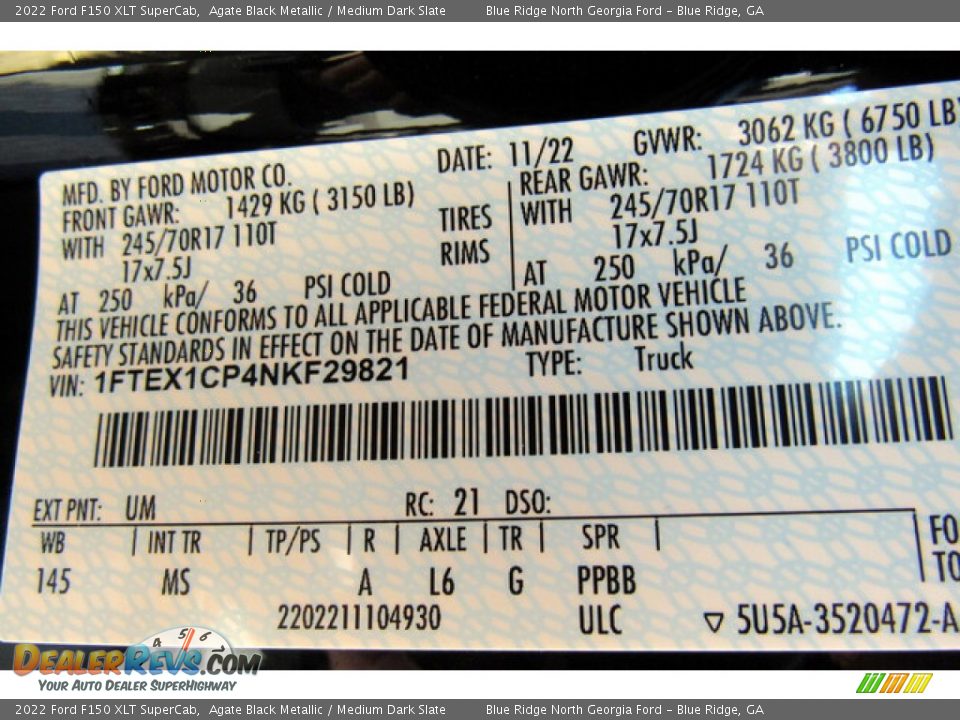 2022 Ford F150 XLT SuperCab, Agate Black Metallic / Medium Dark Slate Blue Ridge North Georgia Ford - Blue Ridge, GA
MFD. BY FORD MOTOR CO. DATE: 11/22 GVWR: 3062 KG ( 6750 LB)
FRONT GAWR: 1429 KG ( 3150 LB) REAR GAWR: 1724 KG ( 3800 LB)
WITH 245/70R17 110T TIRES WITH 245/70R17 110T
17x7.5J RIMS 17x7.5J
AT 250 kPa/ 36 PSI COLD AT 250 kPa/ 36 PSI COLD
THIS VEHICLE CONFORMS TO ALL APPLICABLE FEDERAL MOTOR VEHICLE
SAFETY STANDARDS IN EFFECT ON THE DATE OF MANUFACTURE SHOWN ABOVE.
VIN: 1FTEX1CP4NKF29821 TYPE: Truck
EXT PNT: UM RC: 21 DSO:
WB INT TR TP/PS R AXLE TR SPR FO
TO
145 MS A L6 G PPBB
2202211104930 ULC 5U5A-3520472-A
4 5 6
DEALERREVS.COM
YOUR AUTO DEALER SUPERHIGHWAY
2022 Ford F150 XLT SuperCab, Agate Black Metallic / Medium Dark Slate Blue Ridge North Georgia Ford - Blue Ridge, GA